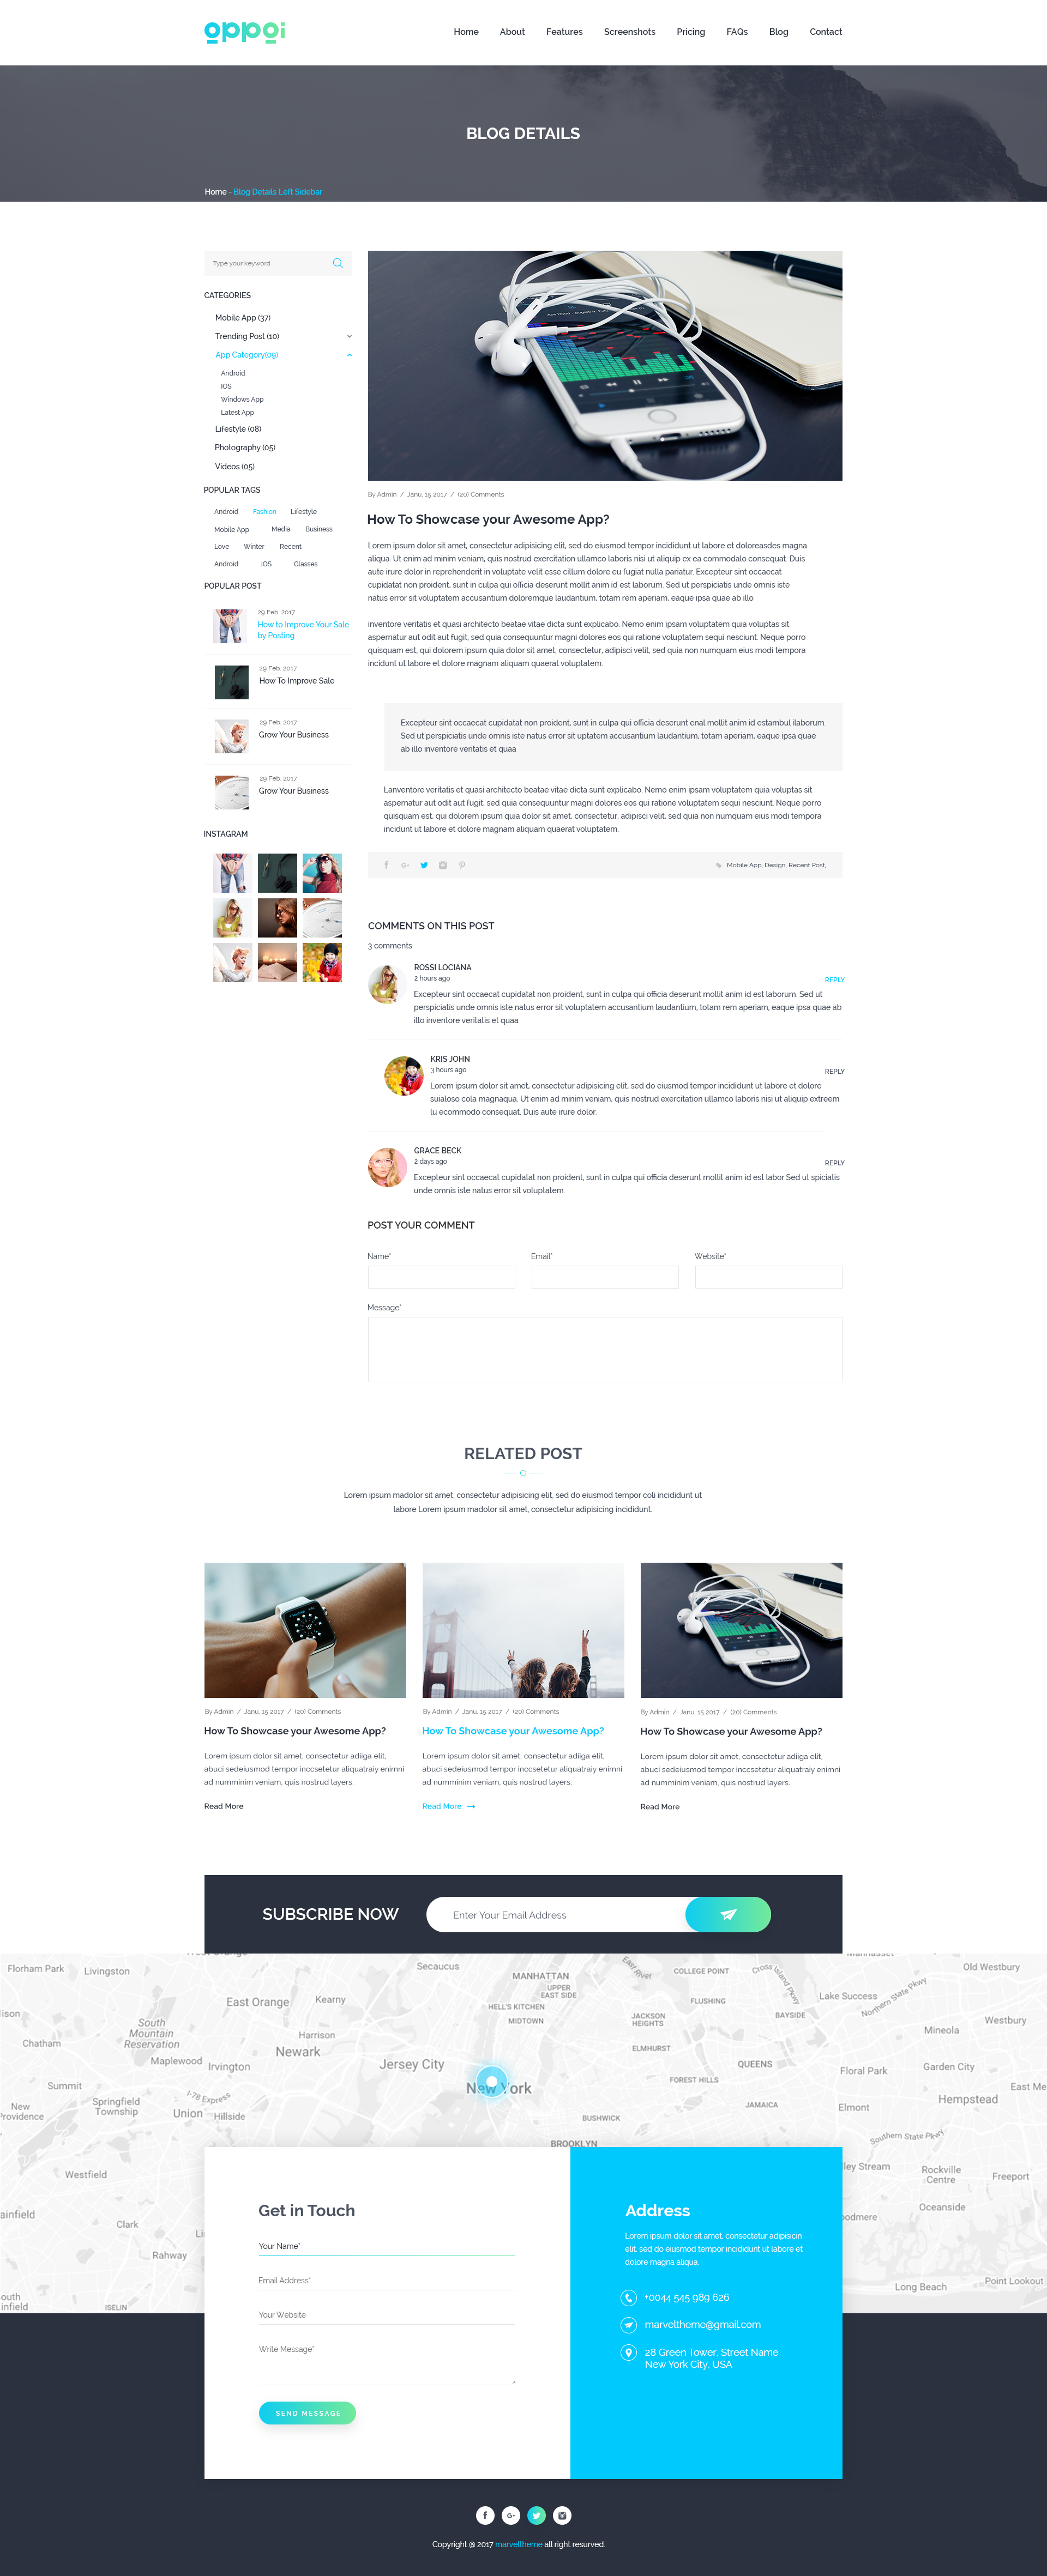 oppoi
Home About Features Screenshots Pricing FAQs Blog Contact
BLOG DETAILS
Home - Blog Details Left Sidebar
Type your keyword
CATEGORIES
Mobile App (37)
Trending Post (10)
App Category(09)
Android
IOS
Windows App
Latest App
Lifestyle (08)
Photography (05)
Videos (05)
POPULAR TAGS
Android Fashion Lifestyle
Mobile App Media Business
Love Winter Recent
Android iOS Glasses
POPULAR POST
29 Feb, 2017
How to Improve Your Sale
by Posting
29 Feb, 2017
How To Improve Sale
29 Feb, 2017
Grow Your Business
29 Feb, 2017
Grow Your Business
INSTAGRAM
By Admin / Janu, 15 2017 / (20) Comments
How To Showcase your Awesome App?
Lorem ipsum dolor sit amet, consectetur adipisicing elit, sed do eiusmod tempor incididunt ut labore et doloreasdes magna
aliqua. Ut enim ad minim veniam, quis nostrud exercitation ullamco laboris nisi ut aliquip ex ea commodolao consequat. Duis
aute irure dolor in reprehenderit in voluptate velit esse cillum dolore eu fugiat nulla pariatur. Excepteur sint occaecat
cupidatat non proident, sunt in culpa qui officia deserunt mollit anim id est laborum. Sed ut perspiciatis unde omnis iste
natus error sit voluptatem accusantium doloremque laudantium, totam rem aperiam, eaque ipsa quae ab illo
inventore veritatis et quasi architecto beatae vitae dicta sunt explicabo. Nemo enim ipsam voluptatem quia voluptas sit
aspernatur aut odit aut fugit, sed quia consequuntur magni dolores eos qui ratione voluptatem sequi nesciunt. Neque porro
quisquam est, qui dolorem ipsum quia dolor sit amet, consectetur, adipisci velit, sed quia non numquam eius modi tempora
incidunt ut labore et dolore magnam aliquam quaerat voluptatem.
Excepteur sint occaecat cupidatat non proident, sunt in culpa qui officia deserunt enal mollit anim id estambul ilaborum.
Sed ut perspiciatis unde omnis iste natus error sit uptatem accusantium laudantium, totam aperiam, eaque ipsa quae
ab illo inventore veritatis et quaa
Lanventore veritatis et quasi architecto beatae vitae dicta sunt explicabo. Nemo enim ipsam voluptatem quia voluptas sit
aspernatur aut odit aut fugit, sed quia consequuntur magni dolores eos qui ratione voluptatem sequi nesciunt. Neque porro
quisquam est, qui dolorem ipsum quia dolor sit amet, consectetur, adipisci velit, sed quia non numquam eius modi tempora
incidunt ut labore et dolore magnam aliquam quaerat voluptatem.
Mobile App, Design, Recent Post,
COMMENTS ON THIS POST
3 comments
ROSSI LOCIANA
2 hours ago
REPLY
Excepteur sint occaecat cupidatat non proident, sunt in culpa qui officia deserunt mollit anim id est laborum. Sed ut
perspiciatis unde omnis iste natus error sit voluptatem accusantium laudantium, totam rem aperiam, eaque ipsa quae ab
illo inventore veritatis et quaa
KRIS JOHN
3 hours ago
REPLY
Lorem ipsum dolor sit amet, consectetur adipisicing elit, sed do eiusmod tempor incididunt ut labore et dolore
suialoso cola magnaqua. Ut enim ad minim veniam, quis nostrud exercitation ullamco laboris nisi ut aliquip extreem
lu ecommodo consequat. Duis aute irure dolor.
GRACE BECK
2 days ago
REPLY
Excepteur sint occaecat cupidatat non proident, sunt in culpa qui officia deserunt mollit anim id est labor Sed ut spiciatis
unde omnis iste natus error sit voluptatem.
POST YOUR COMMENT
Name* Email* Website*
Message*
RELATED POST
Lorem ipsum madolor sit amet, consectetur adipisicing elit, sed do eiusmod tempor coli incididunt ut
labore Lorem ipsum madolor sit amet, consectetur adipisicing incididunt.
By Admin / Janu, 15 2017 / (20) Comments
How To Showcase your Awesome App?
Lorem ipsum dolor sit amet, consectetur adiiga elit,
abuci sedeiusmod tempor inccsetetur aliquatraiy enimni
ad numminim veniam, quis nostrud layers.
Read More
By Admin / Janu, 15 2017 / (20) Comments
How To Showcase your Awesome App?
Lorem ipsum dolor sit amet, consectetur adiiga elit,
abuci sedeiusmod tempor inccsetetur aliquatraiy enimni
ad numminim veniam, quis nostrud layers.
Read More
By Admin / Janu, 15 2017 / (20) Comments
How To Showcase your Awesome App?
Lorem ipsum dolor sit amet, consectetur adiiga elit,
abuci sedeiusmod tempor inccsetetur aliquatraiy enimni
ad numminim veniam, quis nostrud layers.
Read More
SUBSCRIBE NOW
Enter Your Email Address
Florham Park
Livingston
Secaucus
MANHATTAN
UPPER
EAST SIDE
East River
COLLEGE POINT
Cross Island Pkwy
Old Westbury
East Orange
Kearny
HELL'S KITCHEN
MIDTOWN
FLUSHING
JACKSON
HEIGHTS
BAYSIDE
Lake Success
Northern State Pkwy
Westbury
Mineola
Chatham
South
Mountain
Reservation
Harrison
Newark
ELMHURST
Maplewood
Irvington
Jersey City
QUEENS
Floral Park
Garden City
Summit
New York
FOREST HILLS
I-78 Express
Springfield
Township
Union
Hillside
New
Providence
BUSHWICK
JAMAICA
Elmont
Hempstead
East Me
BROOKLYN
Southern State Pkwy
Westfield
ley Stream
Rockville
Centre
Freeport
ainfield
Clark
Oceanside
Rahway
Long Beach
Point Lookout
outh
infield
ISELIN
Get in Touch
Your Name*
Email Address*
Your Website
Write Message*
SEND MESSAGE
Address
Lorem ipsum dolor sit amet, consectetur adipisicin
elit, sed do eiusmod tempor incididunt ut labore et
dolore magna aliqua.
+0044 545 989 626
marveltheme@gmail.com
28 Green Tower, Street Name
New York City, USA
Copyright @ 2017 marveltheme all right resurved.